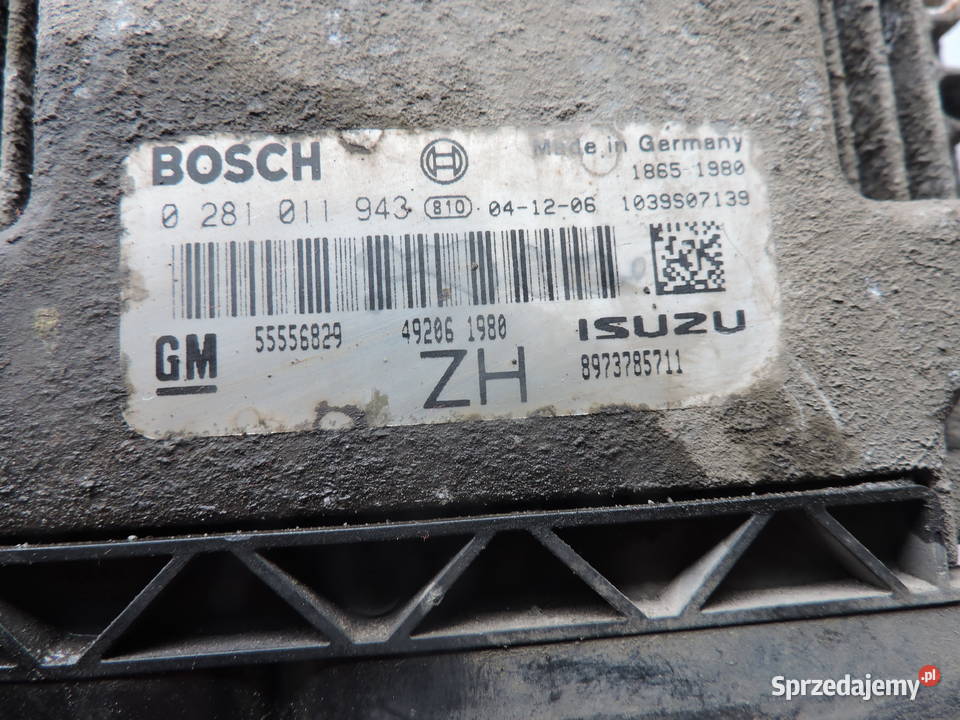 BOSCH
Made in Germany
1865 1980
0 281 011 943 810 04-12-06 1039S07139
GM 55556829 49206 1980 ISUZU
ZH 8973785711
Sprzedajemy.pl